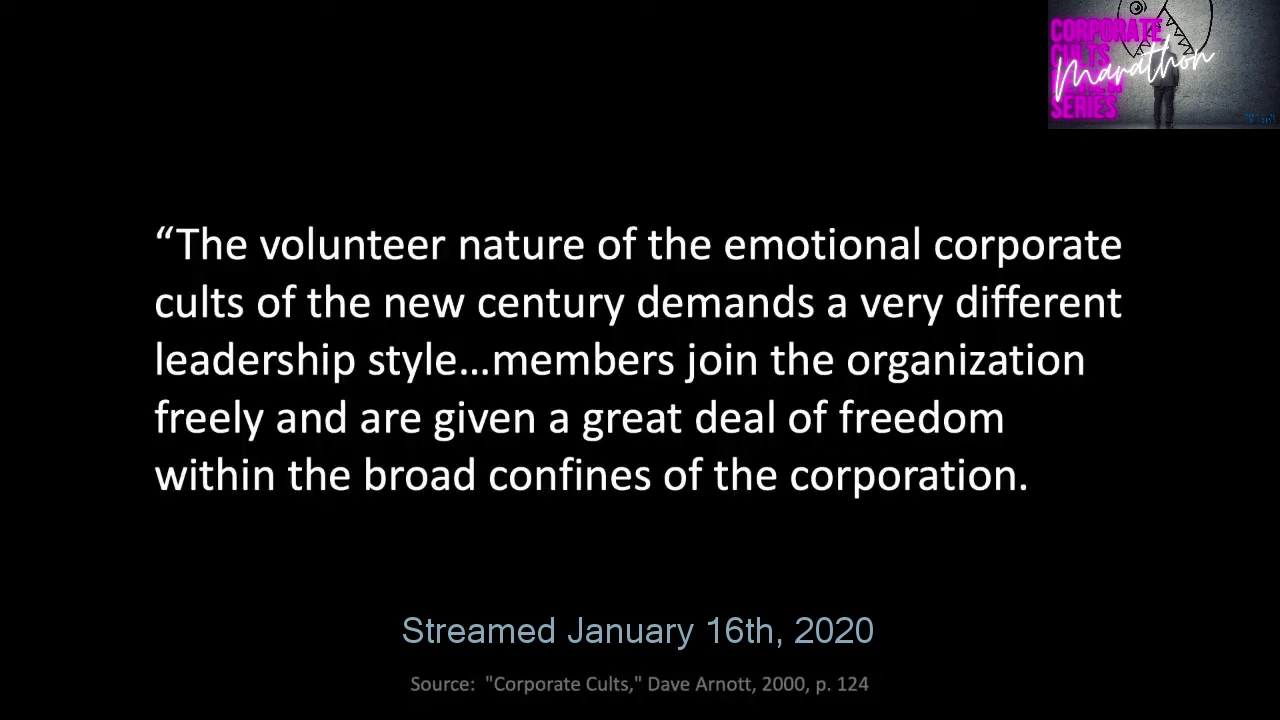 CORPORATE
CULTS
Marathon
SERIES
“The volunteer nature of the emotional corporate
cults of the new century demands a very different
leadership style…members join the organization
freely and are given a great deal of freedom
within the broad confines of the corporation.
Streamed January 16th, 2020
Source:  "Corporate Cults," Dave Arnott, 2000, p. 124